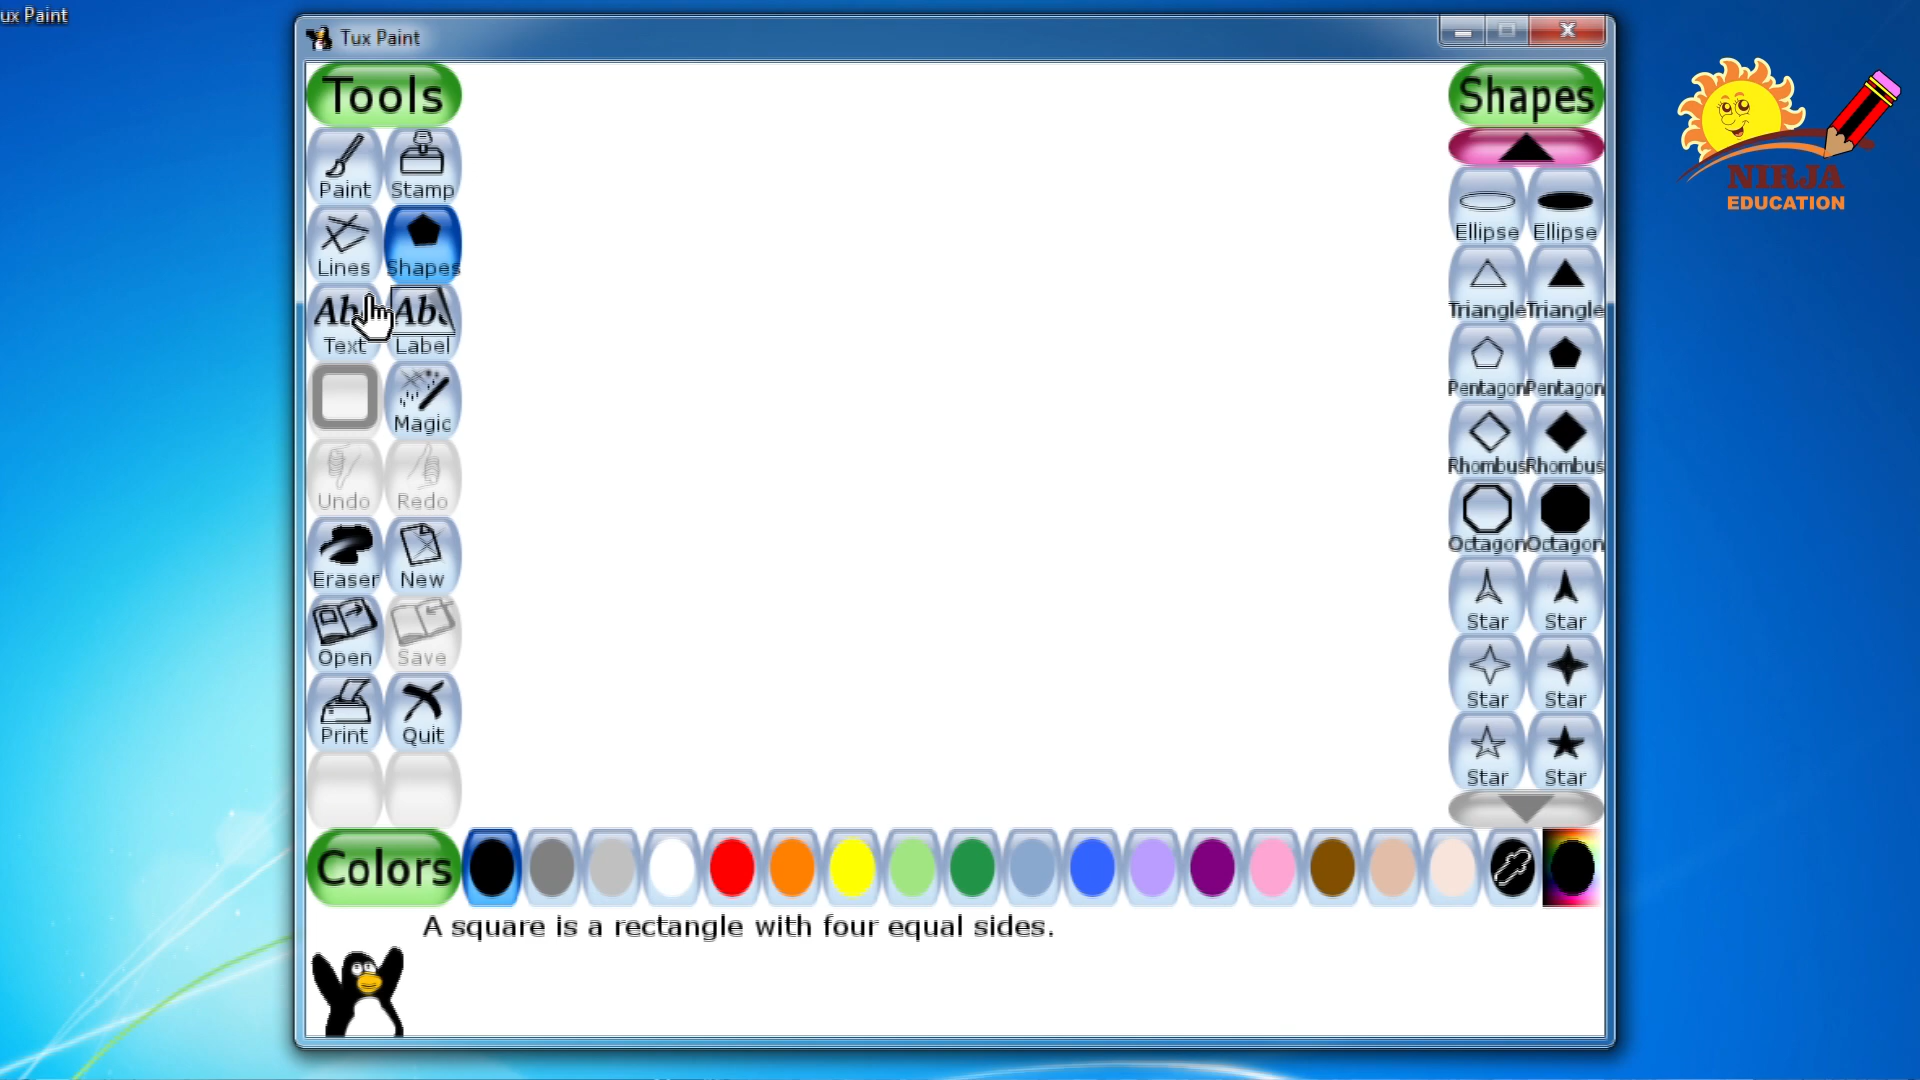 ux Paint
Tux Paint
Tools
Shapes
Paint Stamp
Lines Shapes
Ab Abc
Text Label
Magic
Undo Redo
Eraser New
Open Save
Print Quit
Ellipse Ellipse
Triangle Triangle
Pentagon Pentagon
Rhombus Rhombus
Octagon Octagon
Star Star
Star Star
Star Star
Colors
A square is a rectangle with four equal sides.
NIRJA
EDUCATION